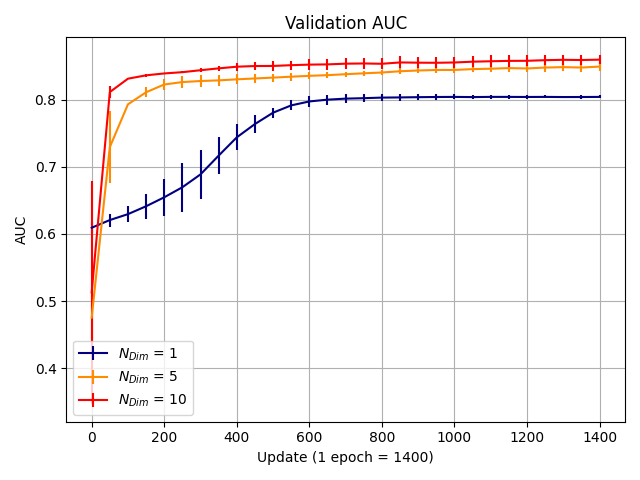 Validation AUC
AUC
0.8
0.7
0.6
0.5
0.4
N_Dim = 1
N_Dim = 5
N_Dim = 10
0 200 400 600 800 1000 1200 1400
Update (1 epoch = 1400)